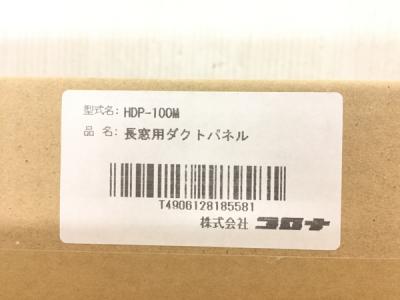 型式名: HDP-100M
品 名: 長窓用ダクトパネル
T4906128185581
株式会社 コロナ